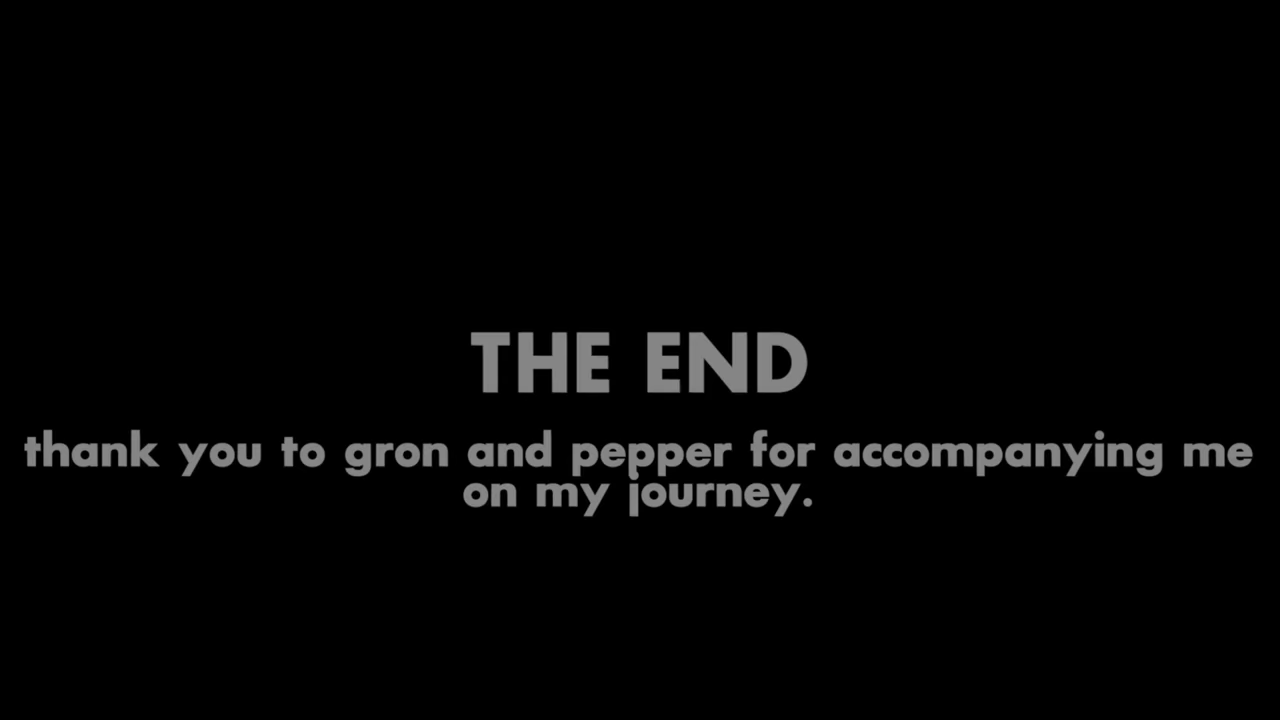 THE END
thank you to gron and pepper for accompanying me
on my journey.